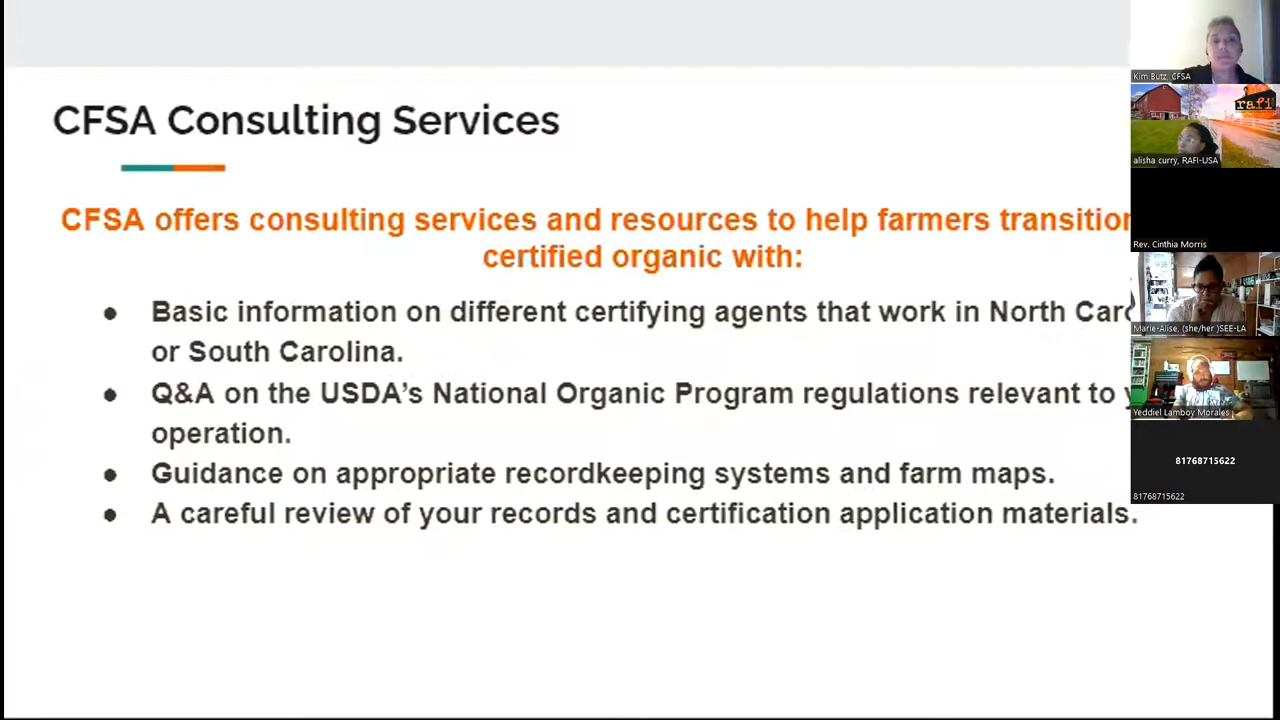 CFSA Consulting Services
CFSA offers consulting services and resources to help farmers transition
certified organic with:
● Basic information on different certifying agents that work in North Car
or South Carolina.
● Q&A on the USDA’s National Organic Program regulations relevant to
operation.
● Guidance on appropriate recordkeeping systems and farm maps.
● A careful review of your records and certification application materials.
Kim Butz, CFSA
rafi
alisha curry, RAFI-USA
Rev. Cinthia Morris
Marie-Alise, (she/her )SEE-LA
Yeddiel Lamboy Morales
81768715622
81768715622